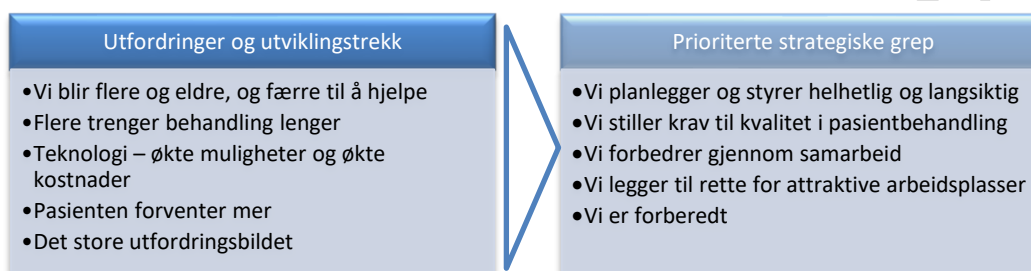 Utfordringer og utviklingstrekk
•Vi blir flere og eldre, og færre til å hjelpe
•Flere trenger behandling lenger
•Teknologi – økte muligheter og økte
kostnader
•Pasienten forventer mer
•Det store utfordringsbildet
Prioriterte strategiske grep
•Vi planlegger og styrer helhetlig og langsiktig
•Vi stiller krav til kvalitet i pasientbehandling
•Vi forbedrer gjennom samarbeid
•Vi legger til rette for attraktive arbeidsplasser
•Vi er forberedt